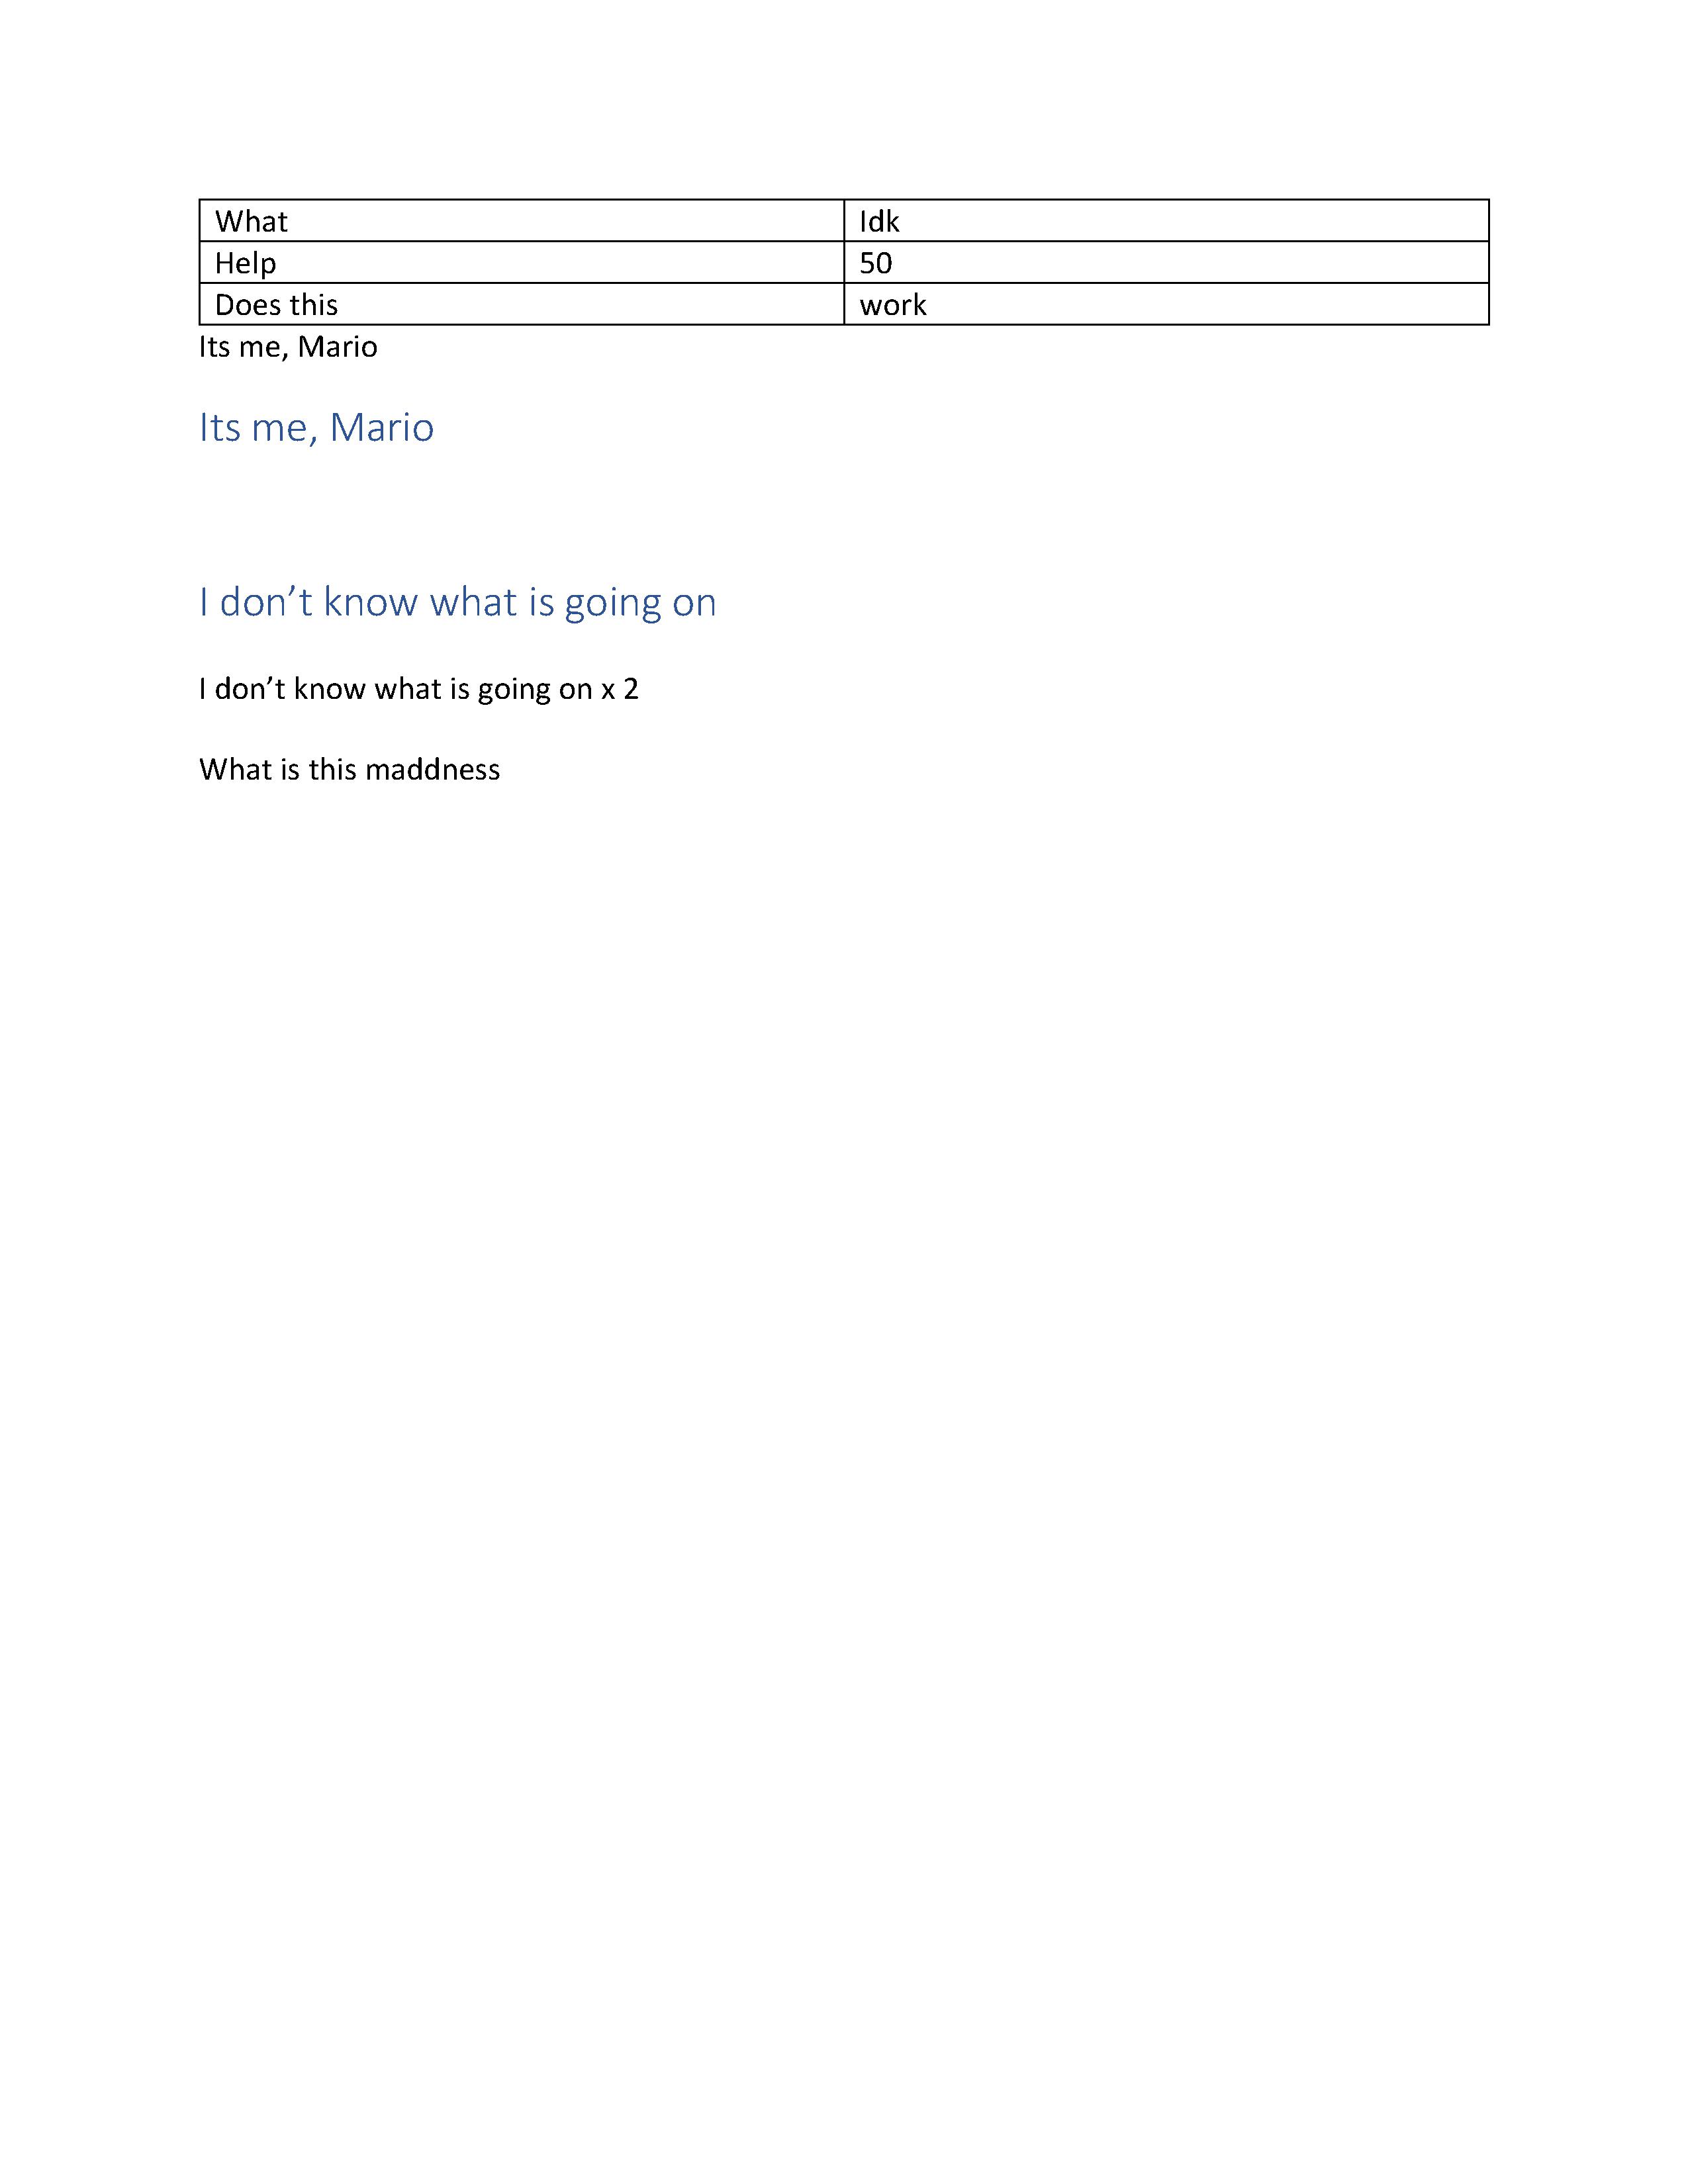 What Idk
Help 50
Does this work
Its me, Mario
Its me, Mario
I don’t know what is going on
I don’t know what is going on x 2
What is this maddness